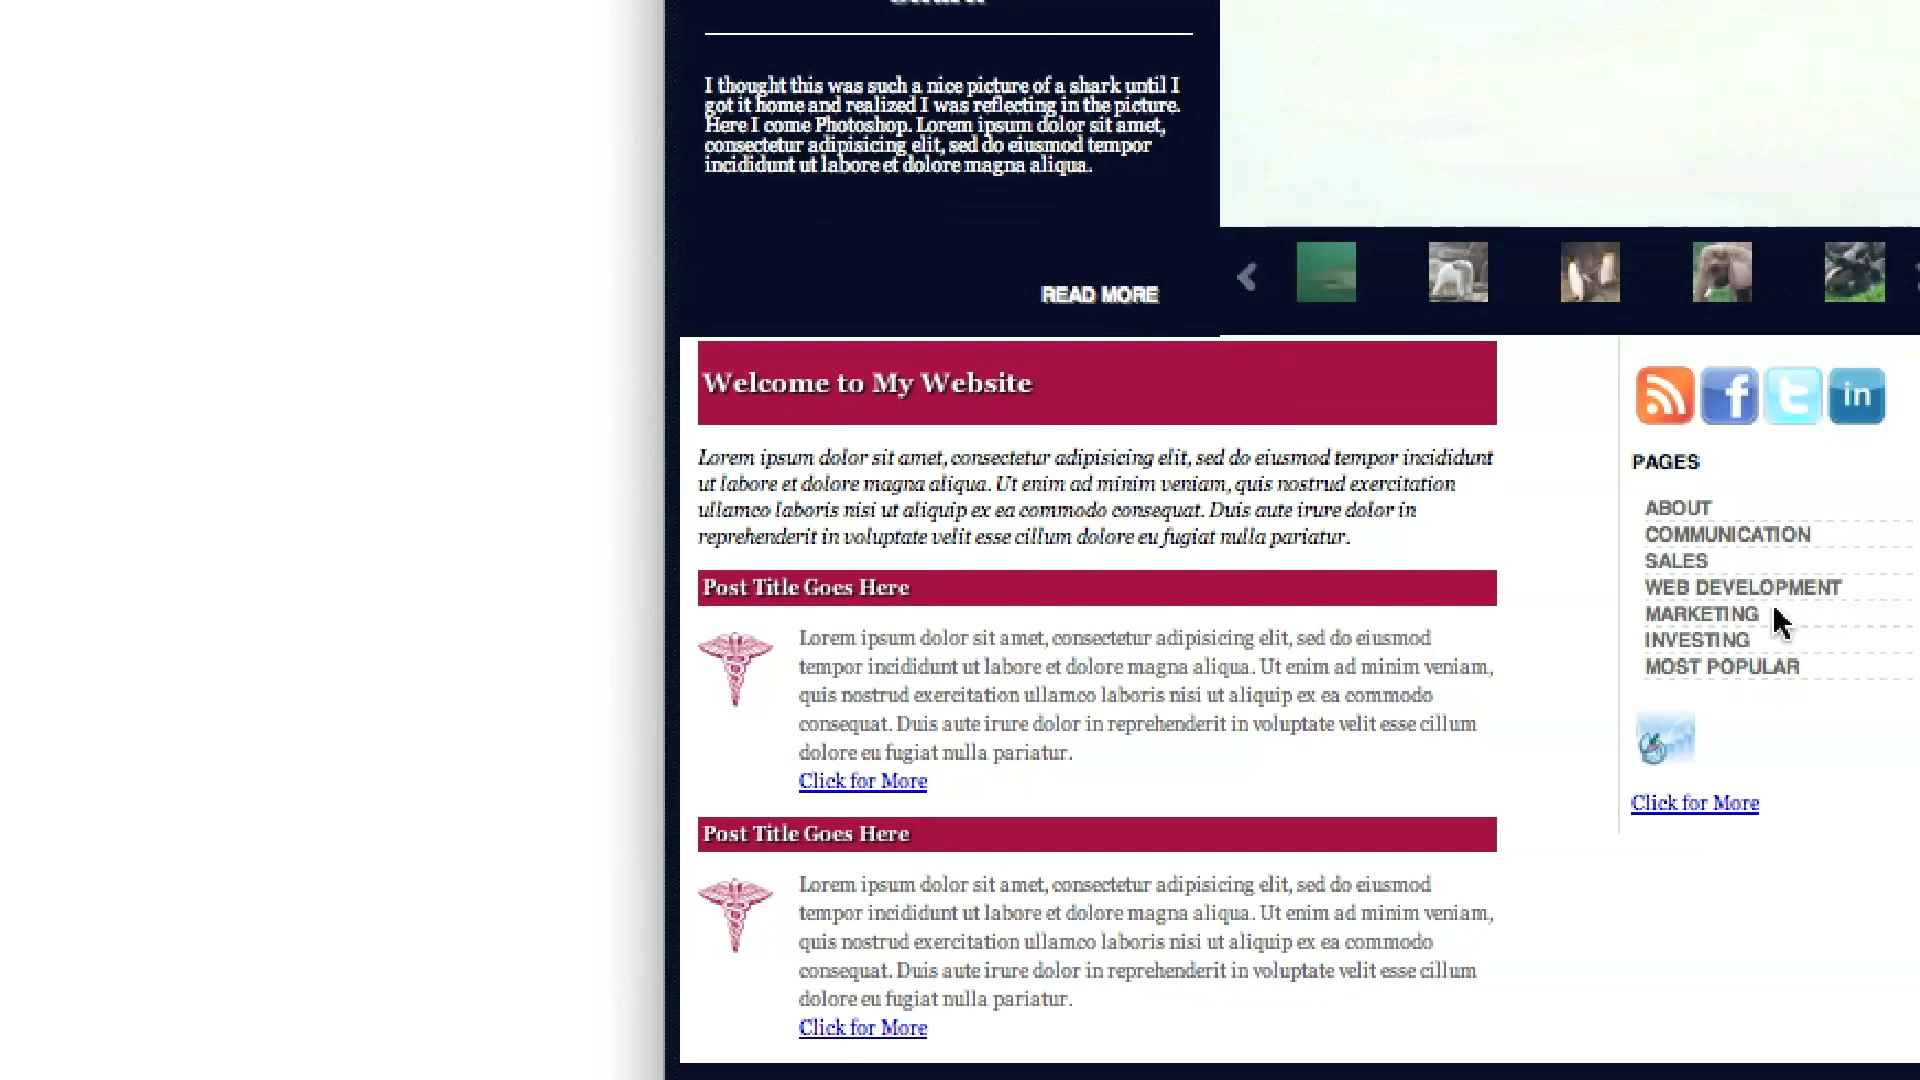 I thought this was such a nice picture of a shark until I
got it home and realized I was reflecting in the picture.
Here I come Photoshop. Lorem ipsum dolor sit amet,
consectetur adipisicing elit, sed do eiusmod tempor
incididunt ut labore et dolore magna aliqua.
READ MORE
Welcome to My Website
Lorem ipsum dolor sit amet, consectetur adipisicing elit, sed do eiusmod tempor incididunt
ut labore et dolore magna aliqua. Ut enim ad minim veniam, quis nostrud exercitation
ullamco laboris nisi ut aliquip ex ea commodo consequat. Duis aute irure dolor in
reprehenderit in voluptate velit esse cillum dolore eu fugiat nulla pariatur.
Post Title Goes Here
Lorem ipsum dolor sit amet, consectetur adipisicing elit, sed do eiusmod
tempor incididunt ut labore et dolore magna aliqua. Ut enim ad minim veniam,
quis nostrud exercitation ullamco laboris nisi ut aliquip ex ea commodo
consequat. Duis aute irure dolor in reprehenderit in voluptate velit esse cillum
dolore eu fugiat nulla pariatur.
Click for More
Post Title Goes Here
Lorem ipsum dolor sit amet, consectetur adipisicing elit, sed do eiusmod
tempor incididunt ut labore et dolore magna aliqua. Ut enim ad minim veniam,
quis nostrud exercitation ullamco laboris nisi ut aliquip ex ea commodo
consequat. Duis aute irure dolor in reprehenderit in voluptate velit esse cillum
dolore eu fugiat nulla pariatur.
Click for More
f t in
PAGES
ABOUT
COMMUNICATION
SALES
WEB DEVELOPMENT
MARKETING
INVESTING
MOST POPULAR
Click for More